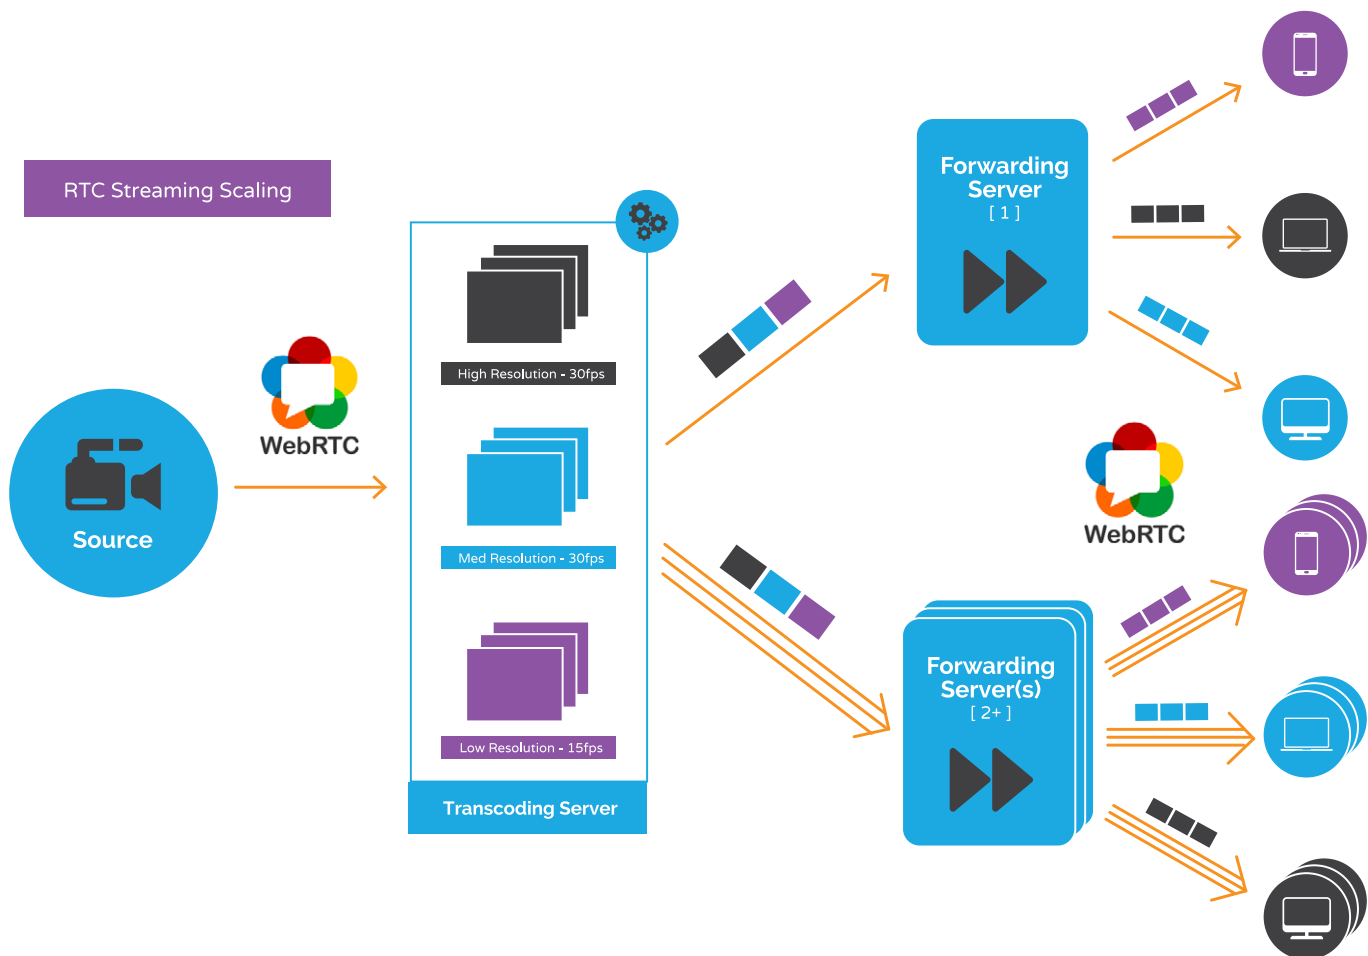 RTC Streaming Scaling
WebRTC
Source
High Resolution - 30fps
Med Resolution - 30fps
Low Resolution - 15fps
Transcoding Server
Forwarding
Server
[ 1 ]
WebRTC
Forwarding
Server(s)
[ 2+ ]